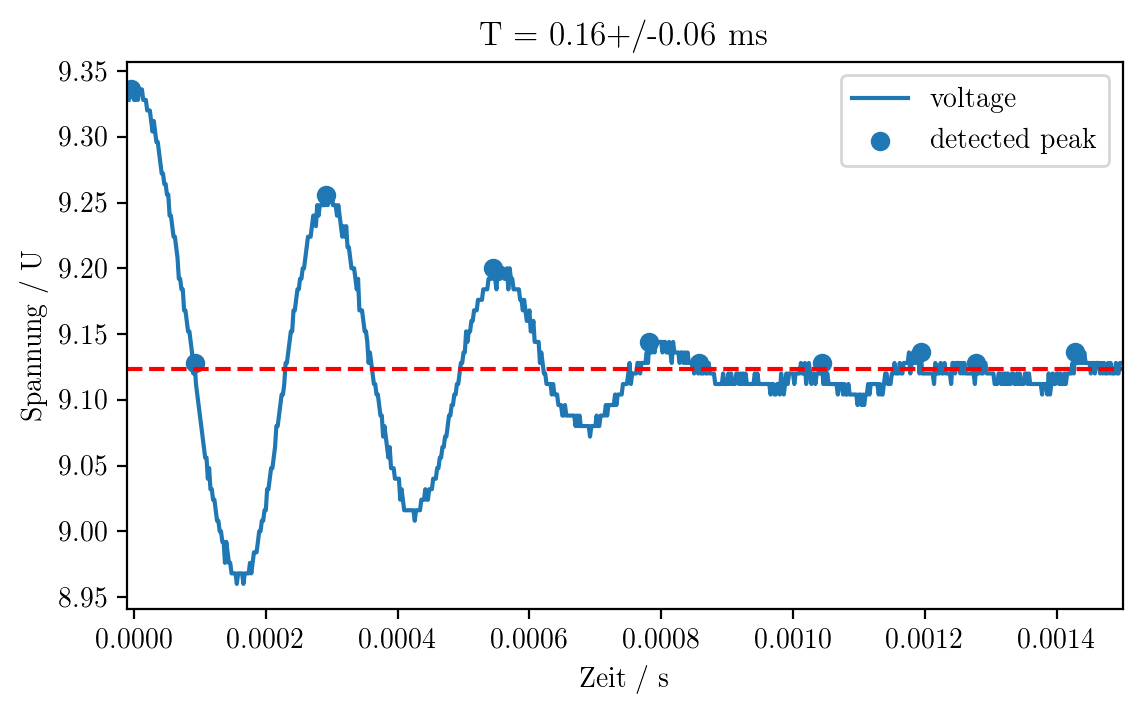 T = 0.16+/-0.06 ms
voltage
detected peak
9.35
9.30
9.25
9.20
9.15
9.10
9.05
9.00
8.95
Spannung / U
0.0000 0.0002 0.0004 0.0006 0.0008 0.0010 0.0012 0.0014
Zeit / s